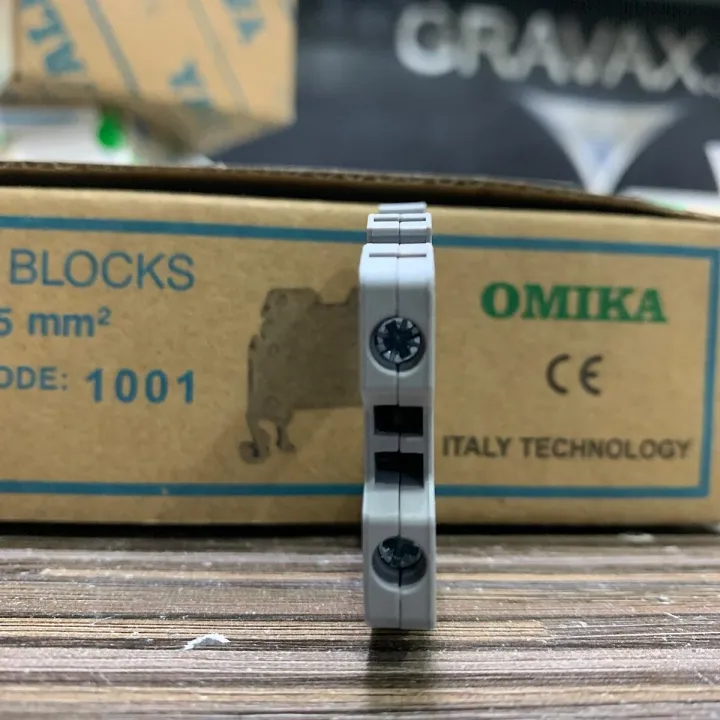 GRAVAX
BLOCKS
5 mm²
ODE: 1001
OMIKA
CE
ITALY TECHNOLOGY